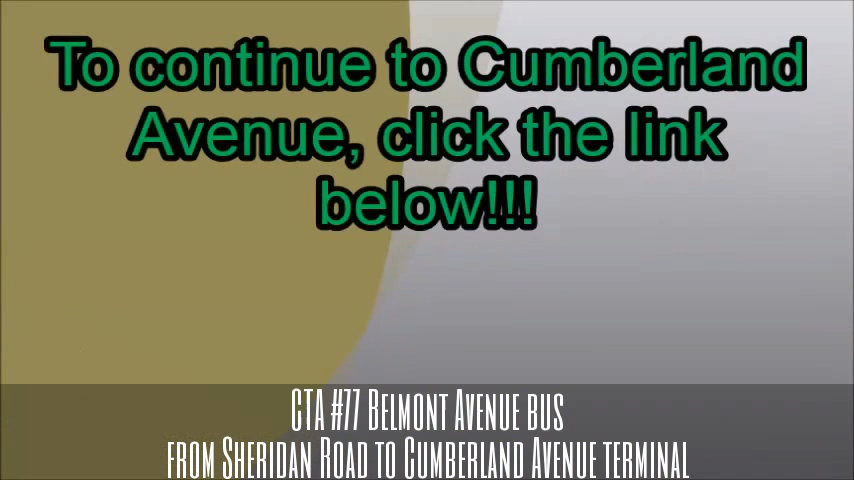 To continue to Cumberland
Avenue, click the link
below!!!
CTA #77 Belmont Avenue bus
from Sheridan Road to Cumberland Avenue terminal